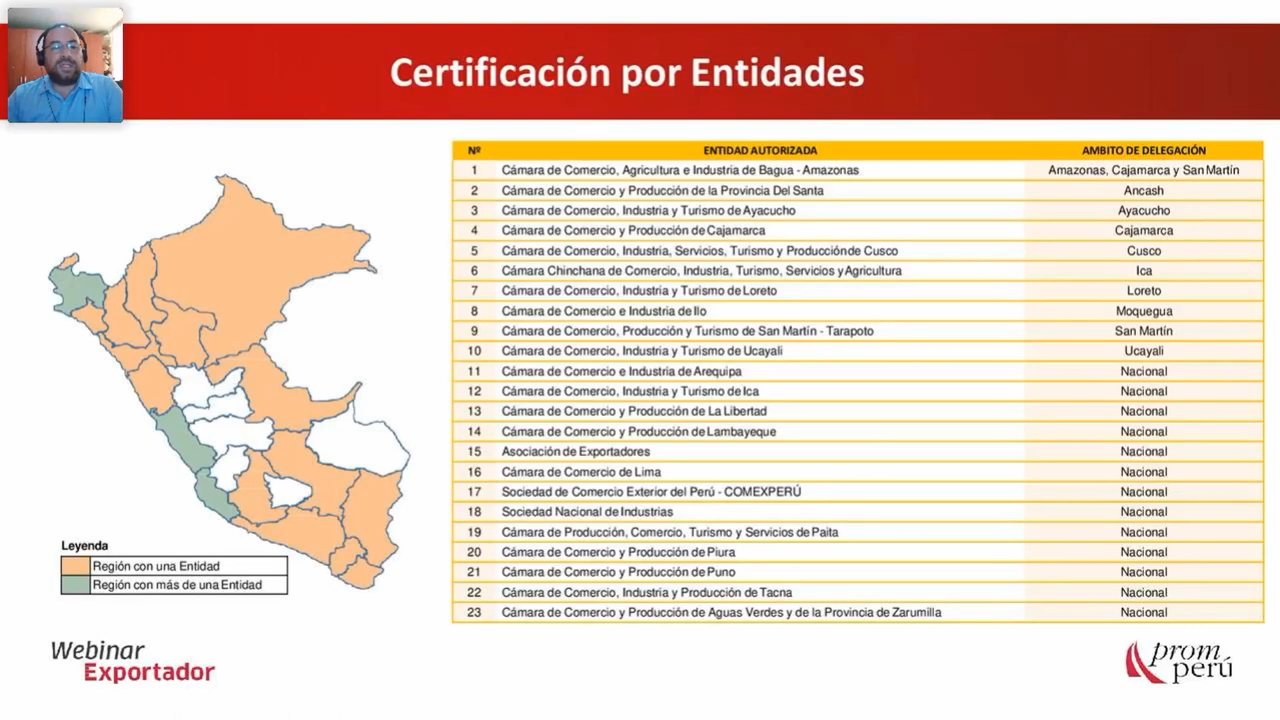 Certificación por Entidades
Nº ENTIDAD AUTORIZADA AMBITO DE DELEGACIÓN
1 Cámara de Comercio, Agricultura e Industria de Bagua - Amazonas Amazonas, Cajamarca y San Martín
2 Cámara de Comercio y Producción de la Provincia Del Santa Ancash
3 Cámara de Comercio, Industria y Turismo de Ayacucho Ayacucho
4 Cámara de Comercio y Producción de Cajamarca Cajamarca
5 Cámara de Comercio, Industria, Servicios, Turismo y Producción de Cusco Cusco
6 Cámara Chinchana de Comercio, Industria, Turismo, Servicios y Agricultura Ica
7 Cámara de Comercio, Industria y Turismo de Loreto Loreto
8 Cámara de Comercio e Industria de Ilo Moquegua
9 Cámara de Comercio, Producción y Turismo de San Martín - Tarapoto San Martín
10 Cámara de Comercio, Industria y Turismo de Ucayali Ucayali
11 Cámara de Comercio e Industria de Arequipa Nacional
12 Cámara de Comercio, Industria y Turismo de Ica Nacional
13 Cámara de Comercio y Producción de La Libertad Nacional
14 Cámara de Comercio y Producción de Lambayeque Nacional
15 Asociación de Exportadores Nacional
16 Cámara de Comercio de Lima Nacional
17 Sociedad de Comercio Exterior del Perú - COMEXPERÚ Nacional
18 Sociedad Nacional de Industrias Nacional
19 Cámara de Producción, Comercio, Turismo y Servicios de Paita Nacional
20 Cámara de Comercio y Producción de Piura Nacional
21 Cámara de Comercio y Producción de Puno Nacional
22 Cámara de Comercio, Industria y Producción de Tacna Nacional
23 Cámara de Comercio y Producción de Aguas Verdes y de la Provincia de Zarumilla Nacional
Leyenda
Región con una Entidad
Región con más de una Entidad
Webinar
Exportador
prom
perú